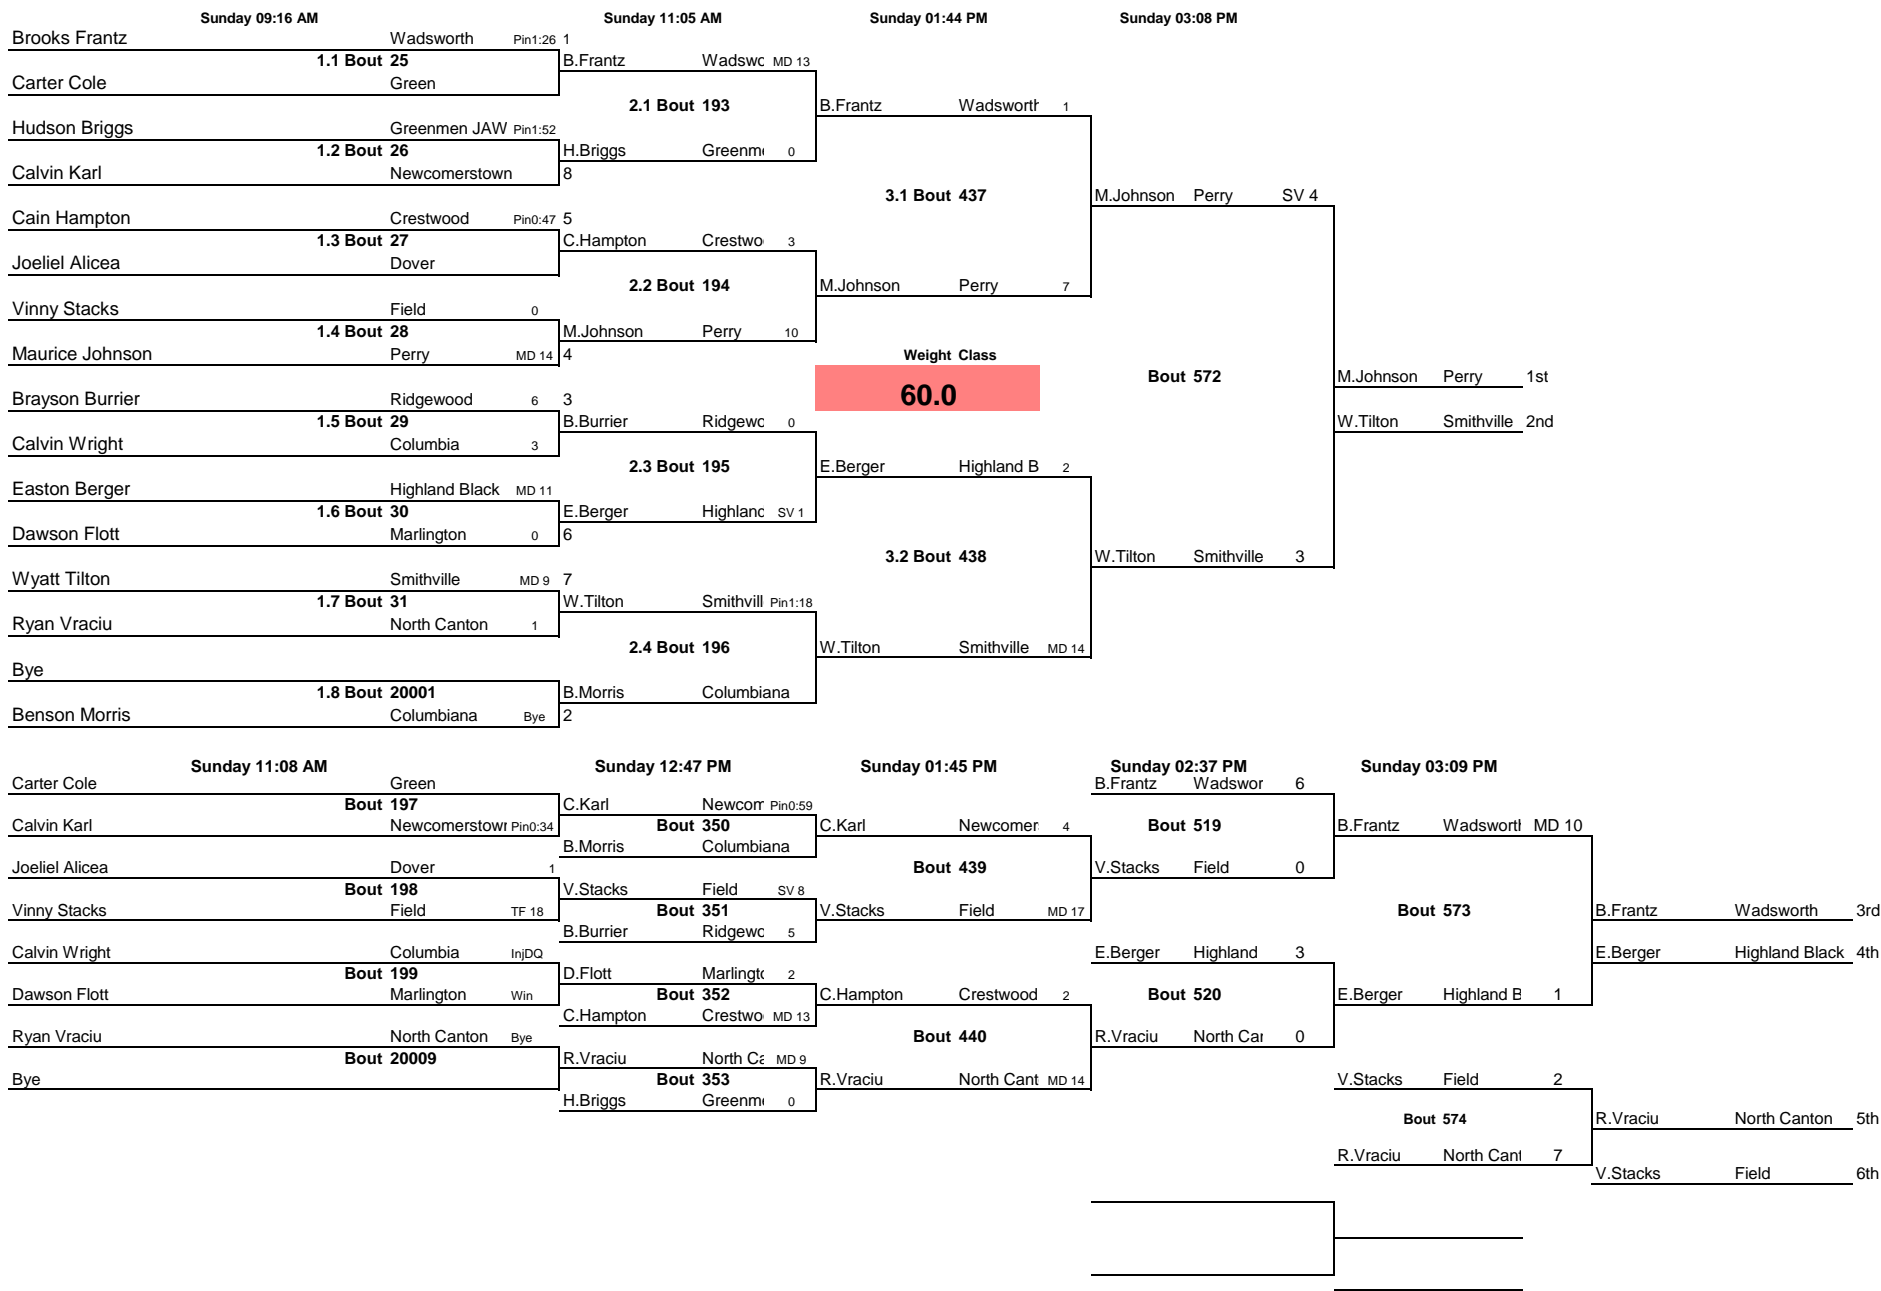 Sunday 09:16 AM Sunday 11:05 AM Sunday 01:44 PM Sunday 03:08 PM
Brooks Frantz Wadsworth Pin1:26 1
1.1 Bout 25 B.Frantz Wadswc MD 13
Carter Cole Green
2.1 Bout 193 B.Frantz Wadsworth 1
Hudson Briggs Greenmen JAW Pin1:52
1.2 Bout 26 H.Briggs Greenm 0
Calvin Karl Newcomerstown 8
3.1 Bout 437 M.Johnson Perry SV 4
Cain Hampton Crestwood Pin0:47 5
1.3 Bout 27 C.Hampton Crestwo 3
Joeliel Alicea Dover
2.2 Bout 194 M.Johnson Perry 7
Vinny Stacks Field 0
1.4 Bout 28 M.Johnson Perry 10
Maurice Johnson Perry MD 14 4 Weight Class
Bout 572 M.Johnson Perry 1st
60.0
Brayson Burrier Ridgewood 6 3
1.5 Bout 29 B.Burrier Ridgewc 0 W.Tilton Smithville 2nd
Calvin Wright Columbia 3
2.3 Bout 195 E.Berger Highland B 2
Easton Berger Highland Black MD 11
1.6 Bout 30 E.Berger Highlanc SV 1
Dawson Flott Marlington 0 6
3.2 Bout 438 W.Tilton Smithville 3
Wyatt Tilton Smithville MD 9 7
1.7 Bout 31 W.Tilton Smithvill Pin1:18
Ryan Vraciu North Canton 1
2.4 Bout 196 W.Tilton Smithville MD 14
Bye
1.8 Bout 20001 B.Morris Columbiana
Benson Morris Columbiana Bye 2
Sunday 11:08 AM Sunday 12:47 PM Sunday 01:45 PM Sunday 02:37 PM Sunday 03:09 PM
Carter Cole Green B.Frantz Wadswor 6
Bout 197 C.Karl Newcom Pin0:59
Calvin Karl Newcomerstowr Pin0:34 Bout 350 C.Karl Newcomer 4 Bout 519 B.Frantz Wadsworth MD 10
B.Morris Columbiana
Joeliel Alicea Dover 1 Bout 439 V.Stacks Field 0
Bout 198 V.Stacks Field SV 8
Vinny Stacks Field TF 18 Bout 351 V.Stacks Field MD 17 Bout 573 B.Frantz Wadsworth 3rd
B.Burrier Ridgewc 5
Calvin Wright Columbia InjDQ E.Berger Highland 3 E.Berger Highland Black 4th
Bout 199 D.Flott Marlingtc 2
Dawson Flott Marlington Win Bout 352 C.Hampton Crestwood 2 Bout 520 E.Berger Highland B 1
C.Hampton Crestwo MD 13
Ryan Vraciu North Canton Bye Bout 440 R.Vraciu North Car 0
Bout 20009 R.Vraciu North Ca MD 9
Bye Bout 353 R.Vraciu North Cant MD 14 V.Stacks Field 2
H.Briggs Greenm 0
Bout 574 R.Vraciu North Canton 5th
R.Vraciu North Cant 7
V.Stacks Field 6th